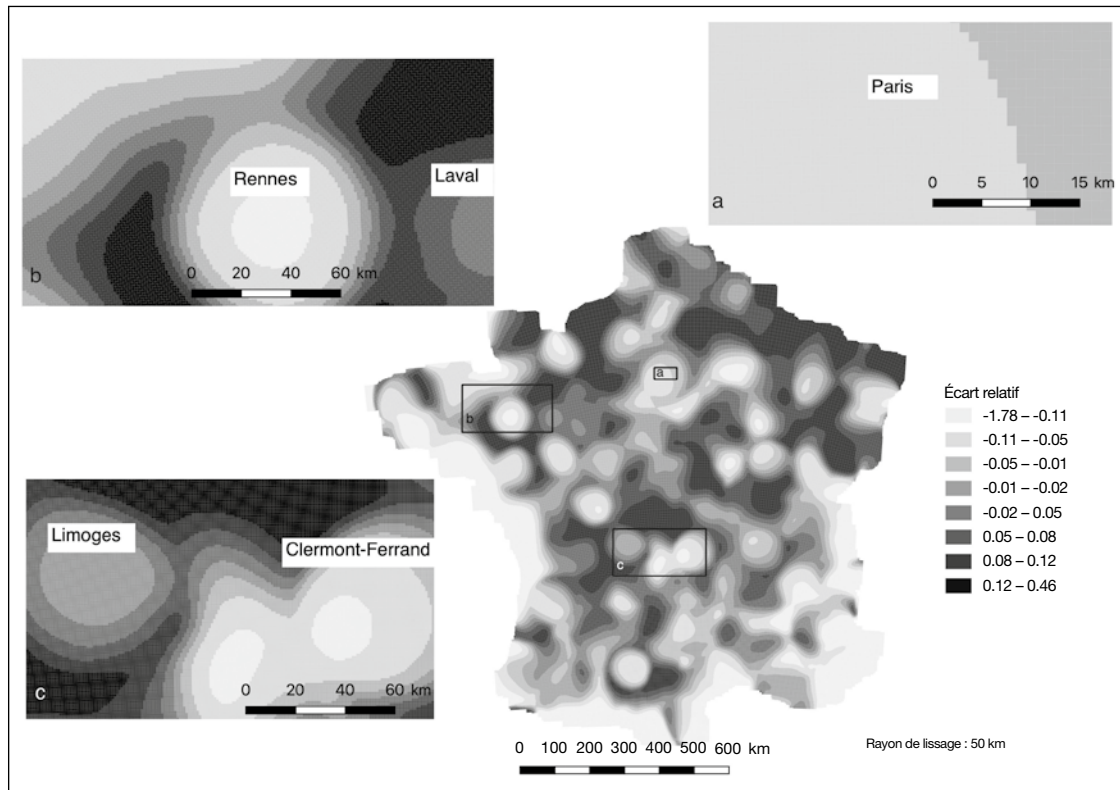 Paris
0 5 10 15 km
a
Rennes
Laval
b
0 20 40 60 km
a
b
c
Limoges
Clermont-Ferrand
c
0 20 40 60 km
Écart relatif
-1.78 – -0.11
-0.11 – -0.05
-0.05 – -0.01
-0.01 – -0.02
-0.02 – 0.05
0.05 – 0.08
0.08 – 0.12
0.12 – 0.46
0 100 200 300 400 500 600 km
Rayon de lissage : 50 km